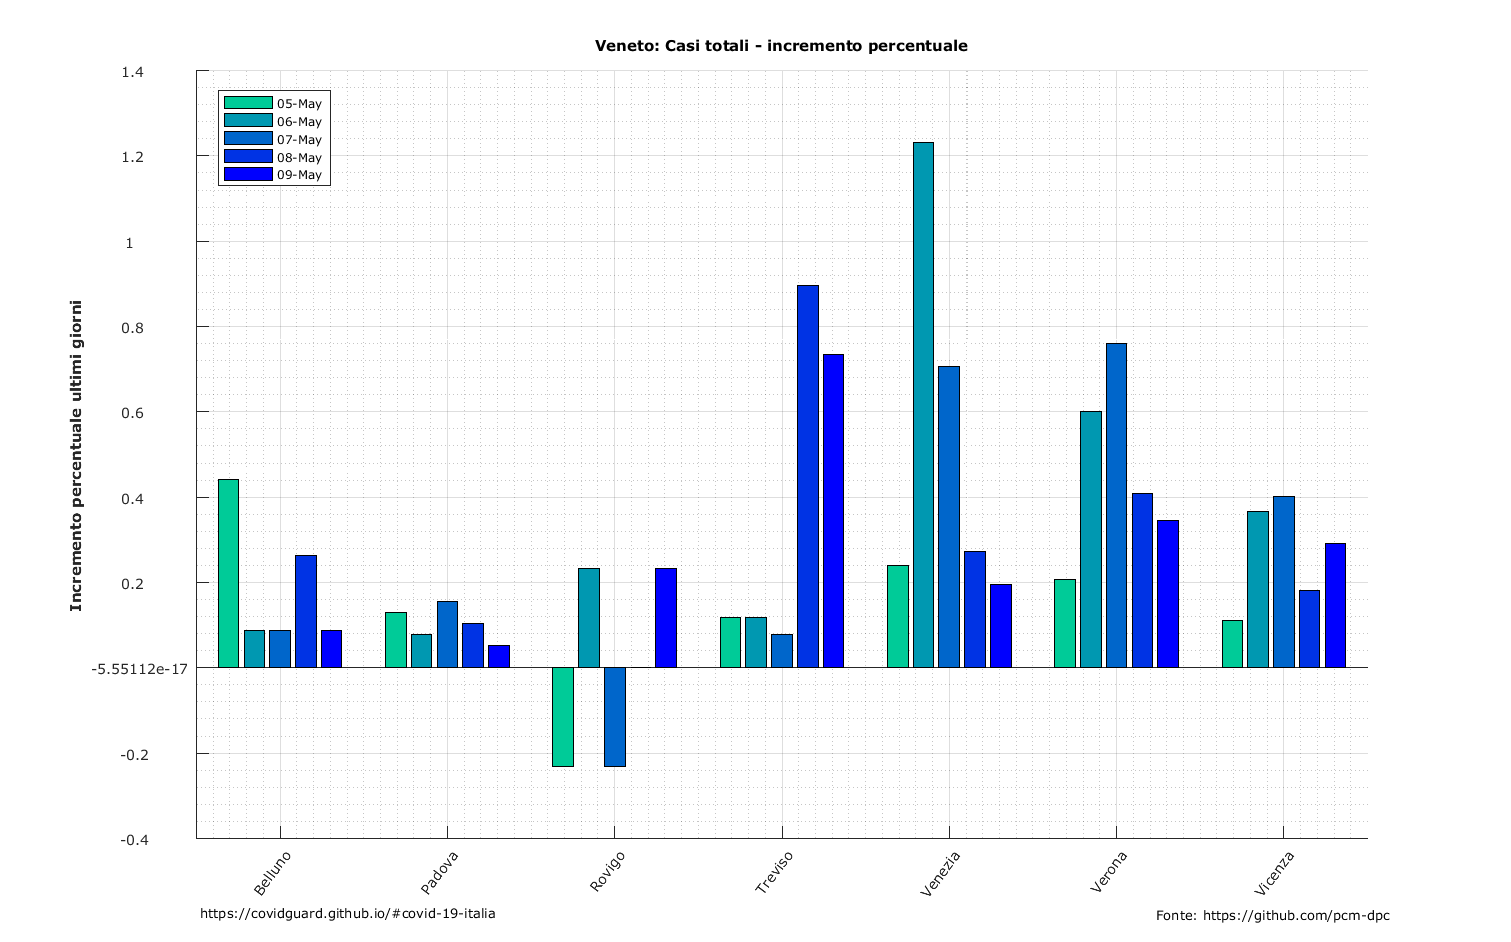 Veneto: Casi totali - incremento percentuale
1.4
1.2
1
0.8
0.6
0.4
0.2
-5.55112e-17
-0.2
-0.4
05-May
06-May
07-May
08-May
09-May
Incremento percentuale ultimi giorni
Belluno
Padova
Rovigo
Treviso
Venezia
Verona
Vicenza
https://covidguard.github.io/#covid-19-italia
Fonte: https://github.com/pcm-dpc